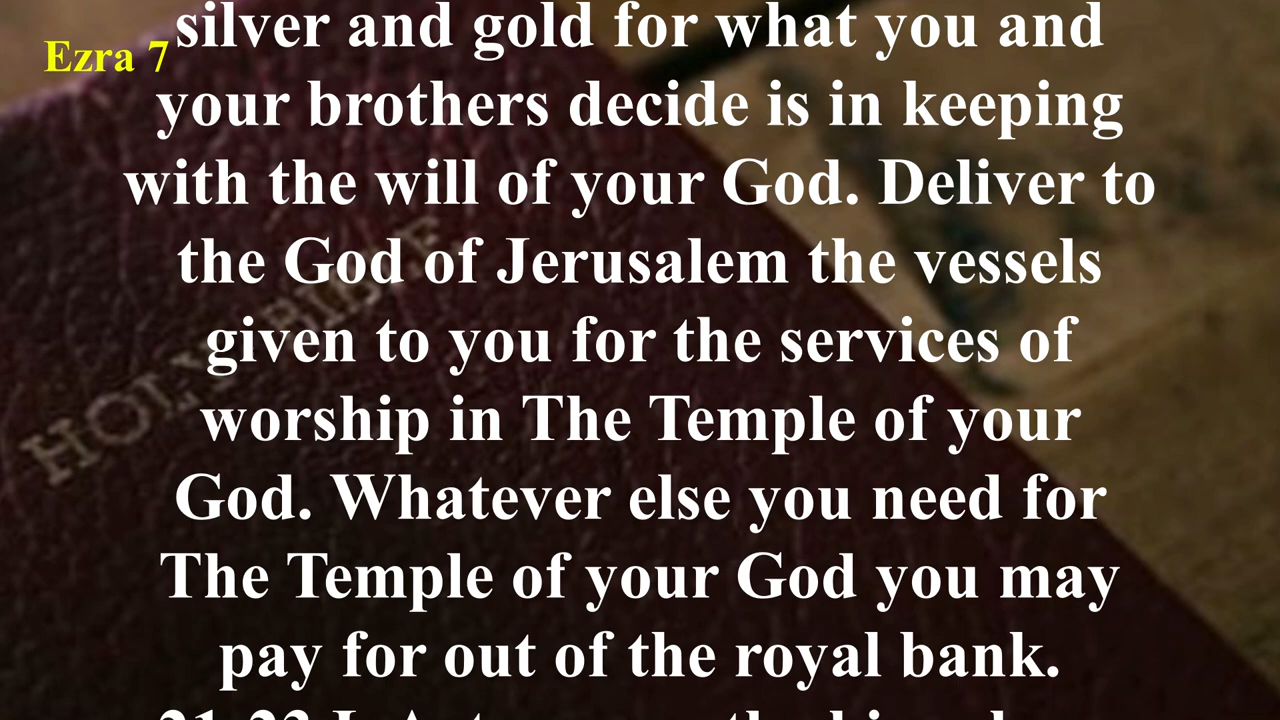 Ezra 7
silver and gold for what you and
your brothers decide is in keeping
with the will of your God. Deliver to
the God of Jerusalem the vessels
given to you for the services of
worship in The Temple of your
God. Whatever else you need for
The Temple of your God you may
pay for out of the royal bank.
HOLY BIBLE